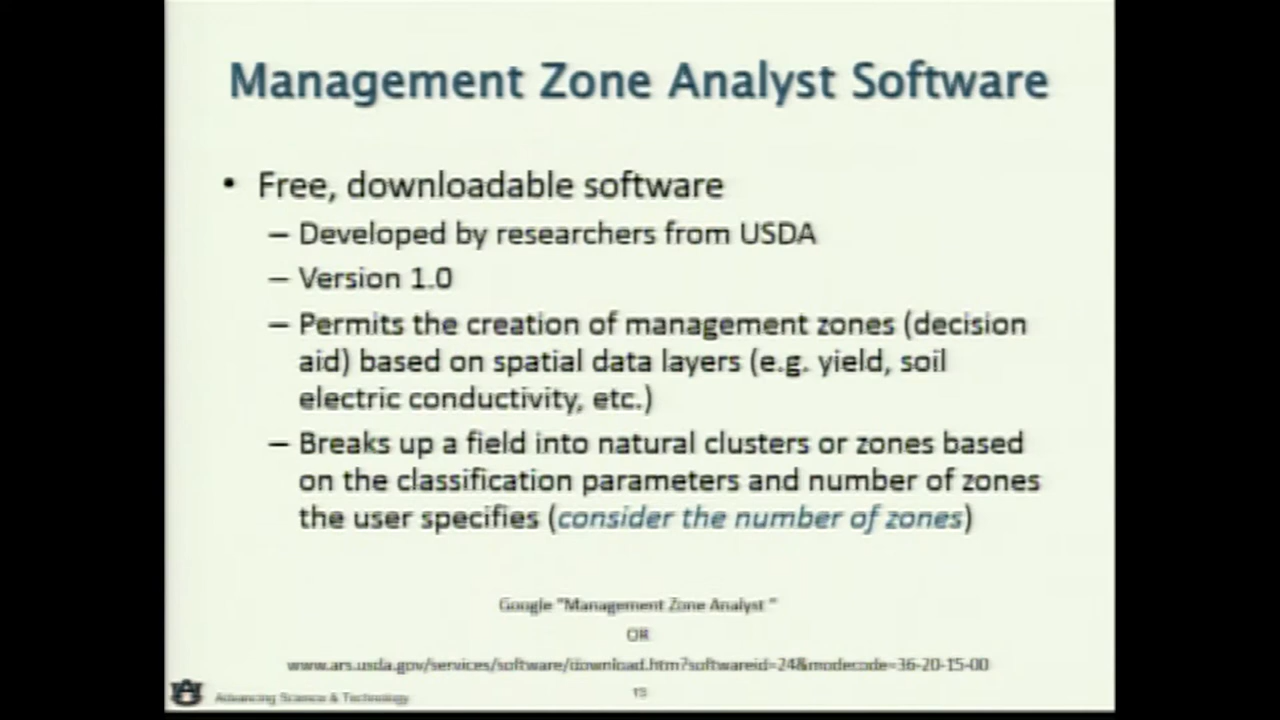 Management Zone Analyst Software
• Free, downloadable software
– Developed by researchers from USDA
– Version 1.0
– Permits the creation of management zones (decision
aid) based on spatial data layers (e.g. yield, soil
electric conductivity, etc.)
– Breaks up a field into natural clusters or zones based
on the classification parameters and number of zones
the user specifies (consider the number of zones)
Google "Management Zone Analyst "
OR
www.ars.usda.gov/services/software/download.htm?softwareid=24&modecode=36-20-15-00
Advancing Science & Technology